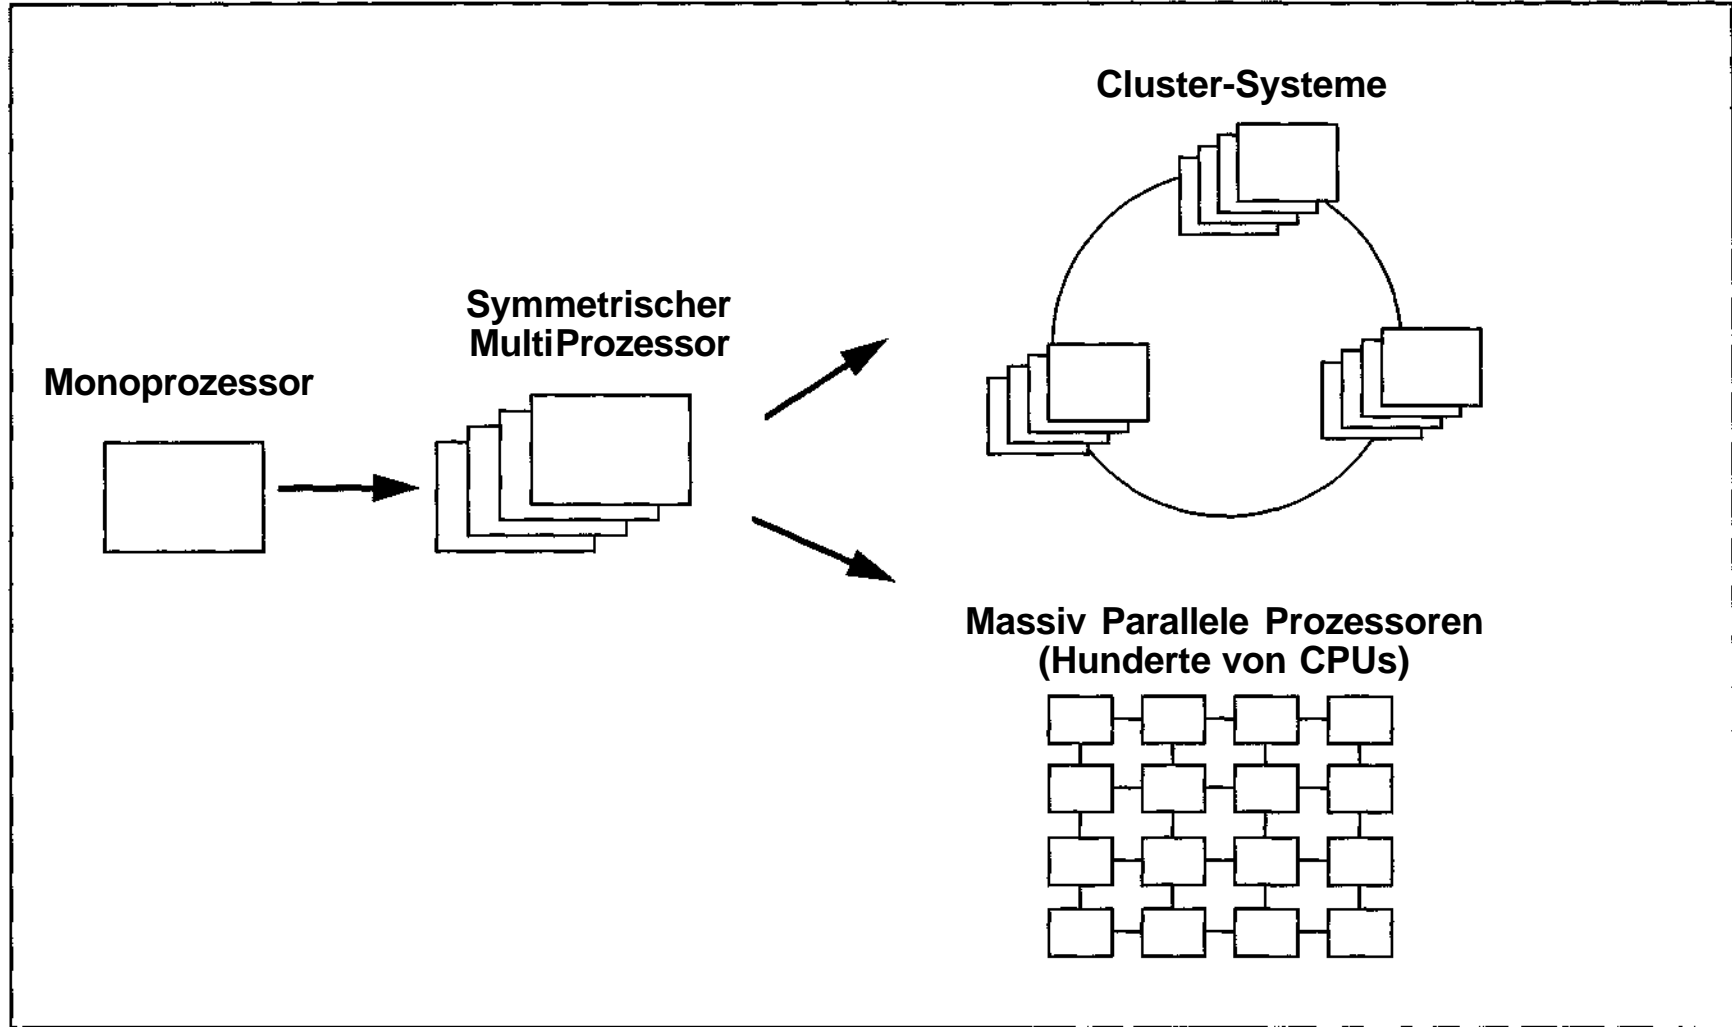 Cluster-Systeme
Symmetrischer
MultiProzessor
Monoprozessor
Massiv Parallele Prozessoren
(Hunderte von CPUs)